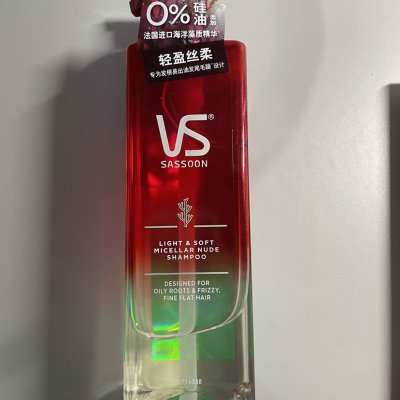 0%硅油添加
法国进口海洋藻质精华
轻盈丝柔
专为发根易出油发尾毛躁*设计
VS®
SASSOON
LIGHT & SOFT
MICELLAR NUDE
SHAMPOO
DESIGNED FOR
OILY ROOTS & FRIZZY,
FINE FLAT HAIR